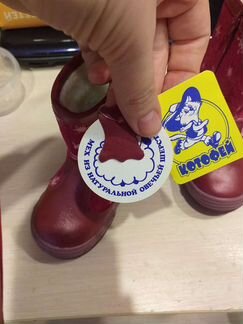 МЕХ ИЗ НАТУРАЛЬНОЙ ОВЕЧЬЕЙ ШЕРСТИ
КОТОФЕЙ